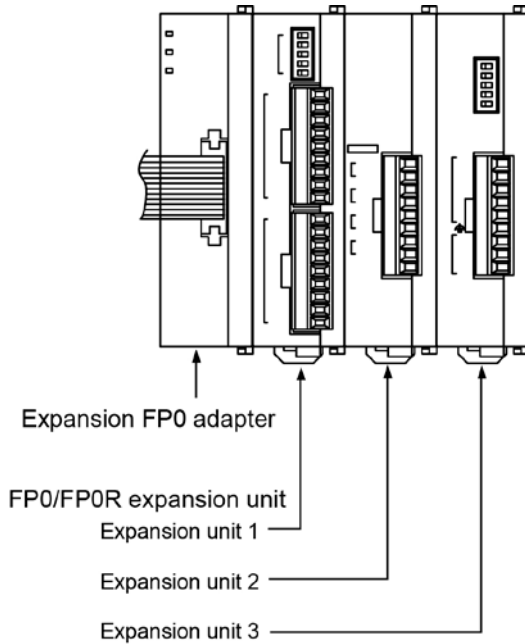 Expansion FP0 adapter
FP0/FP0R expansion unit
Expansion unit 1
Expansion unit 2
Expansion unit 3